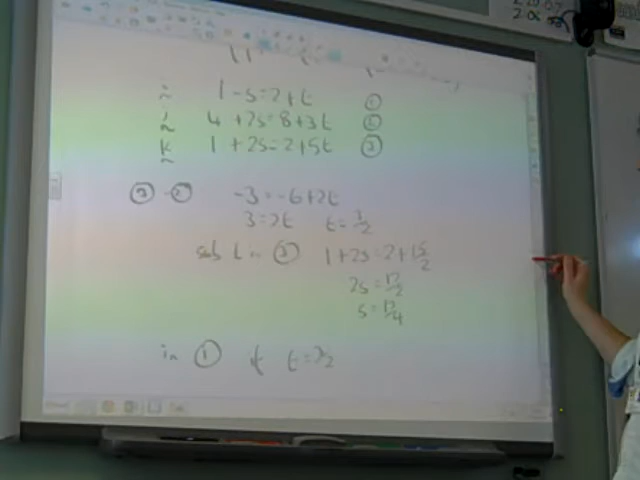 i 1 - s = 2 + t ①
j 4 + 2s = 8 + 3t ②
k 1 + 2s = 2 + 5t ③
③ - ② -3 = -6 + 2t
3 = 2t t = 3/2
sub t in ③ 1 + 2s = 2 + 15/2
2s = 17/2
s = 17/4
in ① t = 3/2